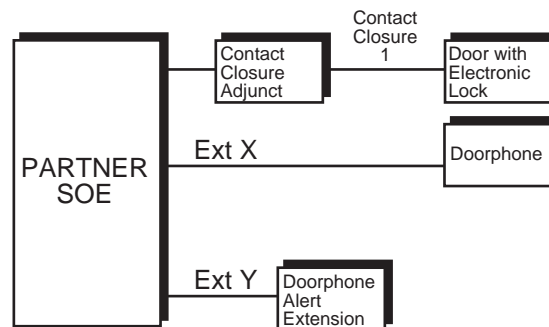 Contact
Closure
1
Contact
Closure
Adjunct
Door with
Electronic
Lock
PARTNER
SOE
Ext X
Doorphone
Ext Y
Doorphone
Alert
Extension